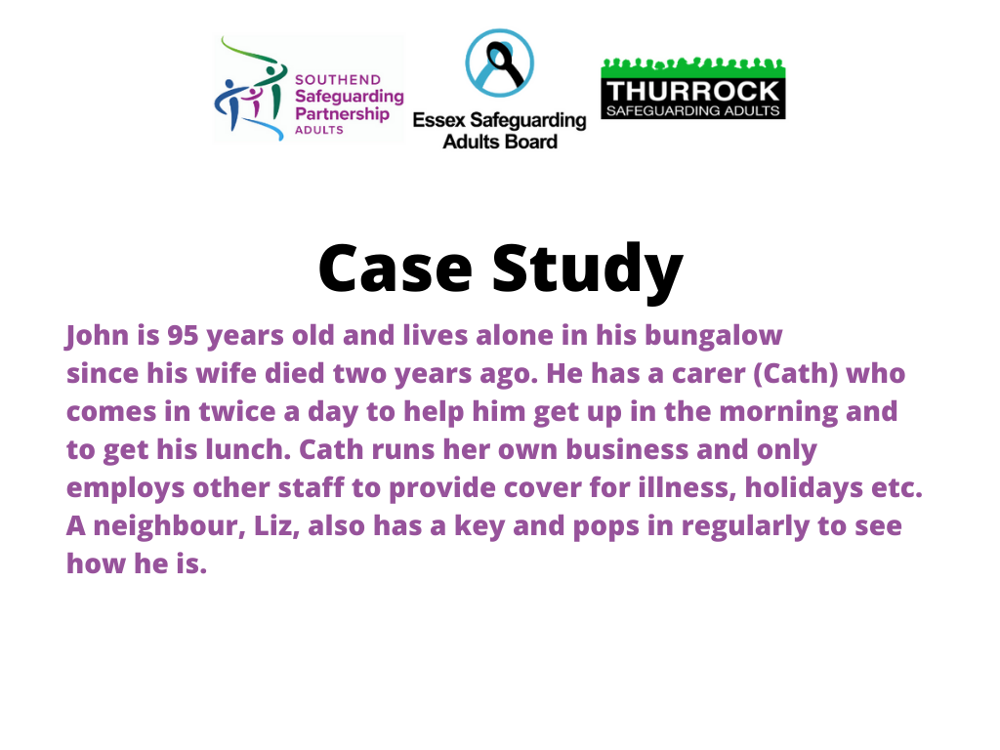 SOUTHEND
Safeguarding
Partnership
ADULTS
Essex Safeguarding
Adults Board
THURROCK
SAFEGUARDING ADULTS
Case Study
John is 95 years old and lives alone in his bungalow
since his wife died two years ago. He has a carer (Cath) who
comes in twice a day to help him get up in the morning and
to get his lunch. Cath runs her own business and only
employs other staff to provide cover for illness, holidays etc.
A neighbour, Liz, also has a key and pops in regularly to see
how he is.